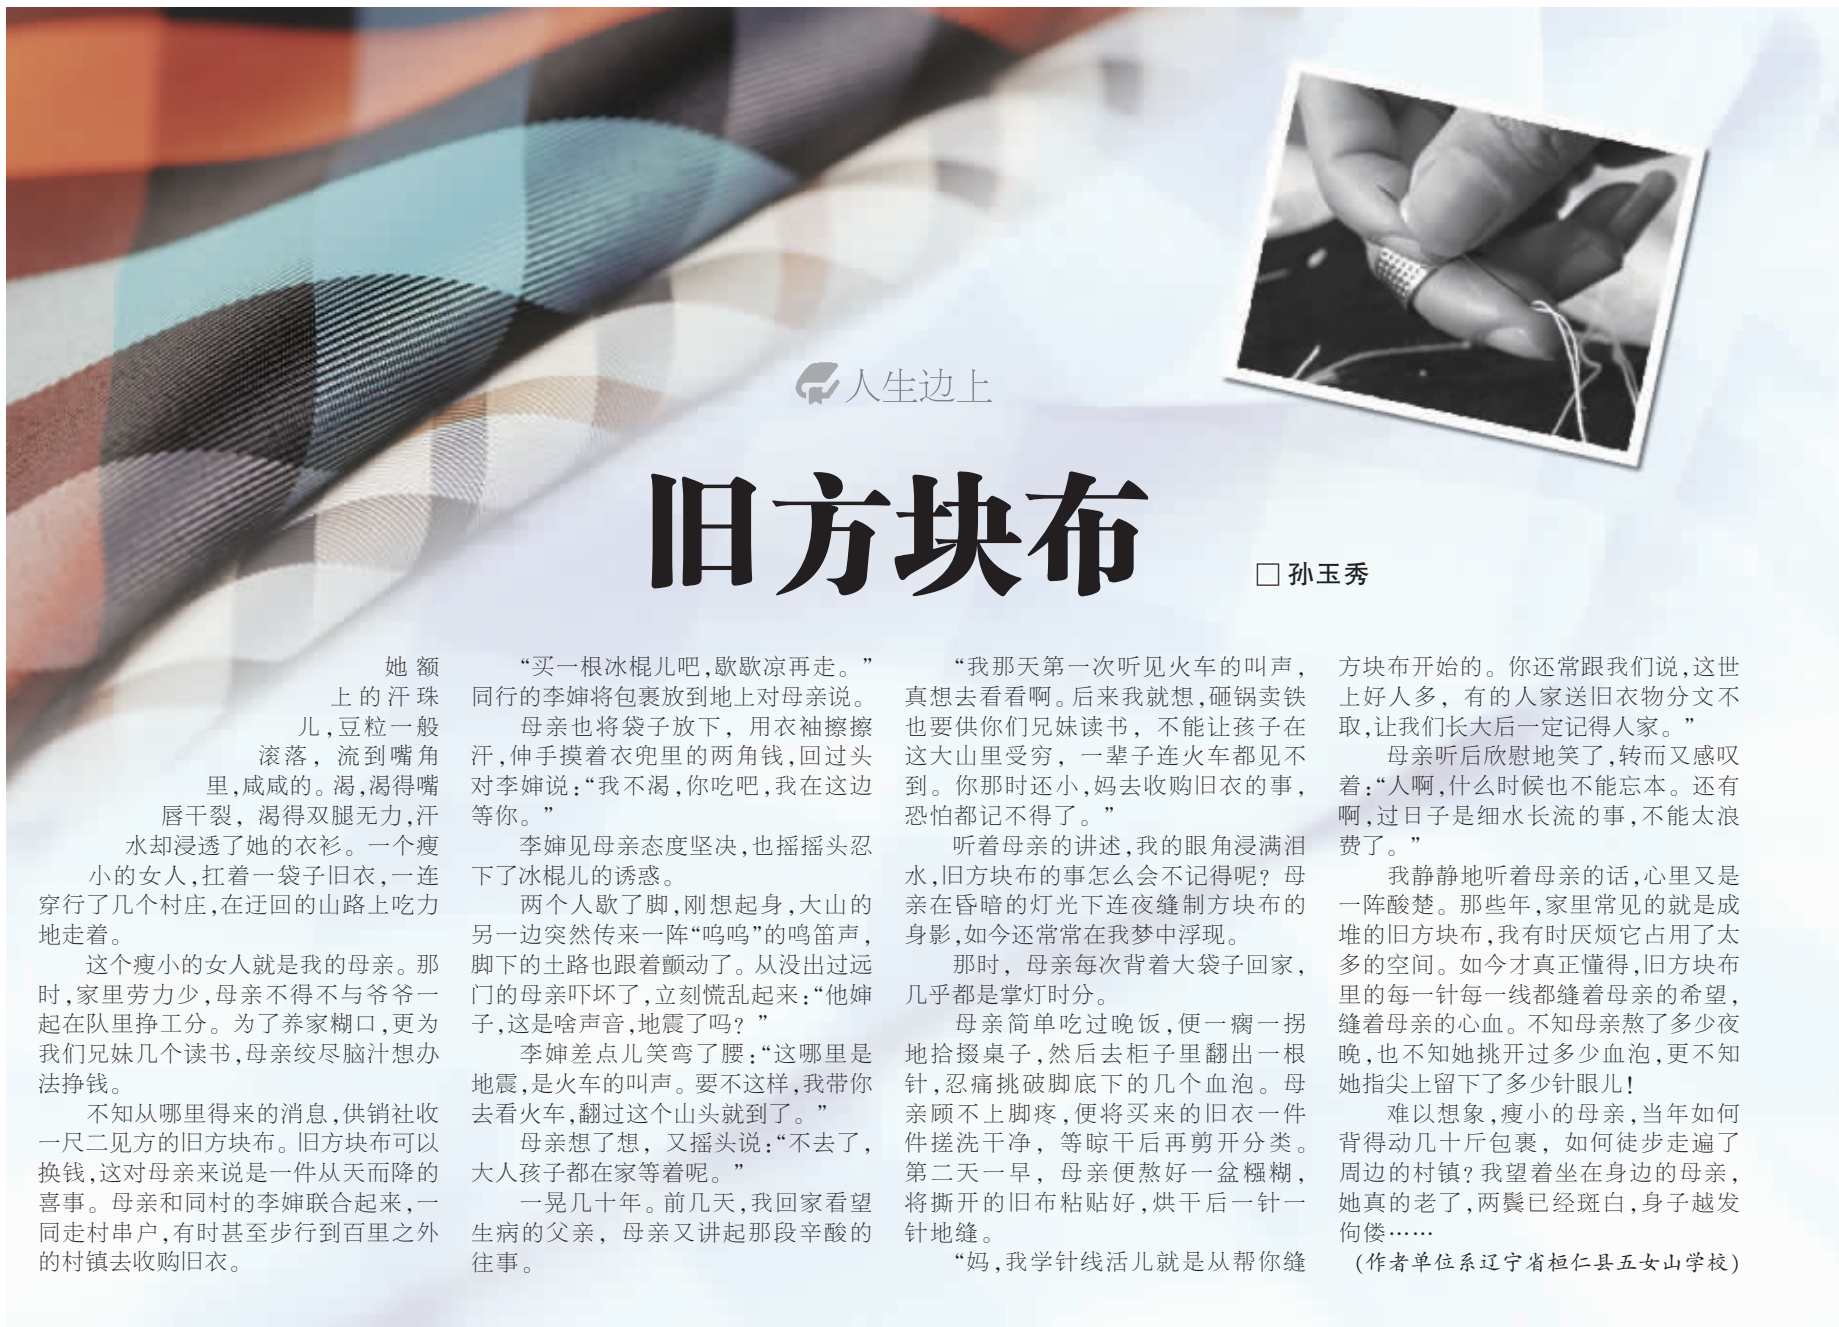 人生边上
旧方块布
□孙玉秀
她额
上的汗珠
儿，豆粒一般
滚落，流到嘴角
里，咸咸的。渴，渴得嘴
唇干裂，渴得双腿无力，汗
水却浸透了她的衣衫。一个瘦
小的女人，扛着一袋子旧衣，一连
穿行了几个村庄，在迂回的山路上吃力
地走着。
这个瘦小的女人就是我的母亲。那
时，家里劳力少，母亲不得不与爷爷一
起在队里挣工分。为了养家糊口，更为
我们兄妹几个读书，母亲绞尽脑汁想办
法挣钱。
不知从哪里得来的消息，供销社收
一尺二见方的旧方块布。旧方块布可以
换钱，这对母亲来说是一件从天而降的
喜事。母亲和同村的李婶联合起来，一
同走村串户，有时甚至步行到百里之外
的村镇去收购旧衣。
“买一根冰棍儿吧，歇歇凉再走。”
同行的李婶将包裹放到地上对母亲说。
母亲也将袋子放下，用衣袖擦擦
汗，伸手摸着衣兜里的两角钱，回过头
对李婶说：“我不渴，你吃吧，我在这边
等你。”
李婶见母亲态度坚决，也摇摇头忍
下了冰棍儿的诱惑。
两个人歇了脚，刚想起身，大山的
另一边突然传来一阵“呜呜”的鸣笛声，
脚下的土路也跟着颤动了。从没出过远
门的母亲吓坏了，立刻慌乱起来：“他婶
子，这是啥声音，地震了吗？”
李婶差点儿笑弯了腰：“这哪里是
地震，是火车的叫声。要不这样，我带你
去看火车，翻过这个山头就到了。”
母亲想了想，又摇头说：“不去了，
大人孩子都在家等着呢。”
一晃几十年。前几天，我回家看望
生病的父亲，母亲又讲起那段辛酸的
往事。
“我那天第一次听见火车的叫声，
真想去看看啊。后来我就想，砸锅卖铁
也要供你们兄妹读书，不能让孩子在
这大山里受穷，一辈子连火车都见不
到。你那时还小，妈去收购旧衣的事，
恐怕都记不得了。”
听着母亲的讲述，我的眼角浸满泪
水，旧方块布的事怎么会不记得呢？母
亲在昏暗的灯光下连夜缝制方块布的
身影，如今还常常在我梦中浮现。
那时，母亲每次背着大袋子回家，
几乎都是掌灯时分。
母亲简单吃过晚饭，便一瘸一拐
地拾掇桌子，然后去柜子里翻出一根
针，忍痛挑破脚底下的几个血泡。母
亲顾不上脚疼，便将买来的旧衣一件
件搓洗干净，等晾干后再剪开分类。
第二天一早，母亲便熬好一盆糨糊，
将撕开的旧布粘贴好，烘干后一针一
针地缝。
“妈，我学针线活儿就是从帮你缝
方块布开始的。你还常跟我们说，这世
上好人多，有的人家送旧衣物分文不
取，让我们长大后一定记得人家。”
母亲听后欣慰地笑了，转而又感叹
着：“人啊，什么时候也不能忘本。还有
啊，过日子是细水长流的事，不能太浪
费了。”
我静静地听着母亲的话，心里又是
一阵酸楚。那些年，家里常见的就是成
堆的旧方块布，我有时厌烦它占用了太
多的空间。如今才真正懂得，旧方块布
里的每一针每一线都缝着母亲的希望，
缝着母亲的心血。不知母亲熬了多少夜
晚，也不知她挑开过多少血泡，更不知
她指尖上留下了多少针眼儿！
难以想象，瘦小的母亲，当年如何
背得动几十斤包裹，如何徒步走遍了
周边的村镇？我望着坐在身边的母亲，
她真的老了，两鬓已经斑白，身子越发
佝偻……
（作者单位系辽宁省桓仁县五女山学校）